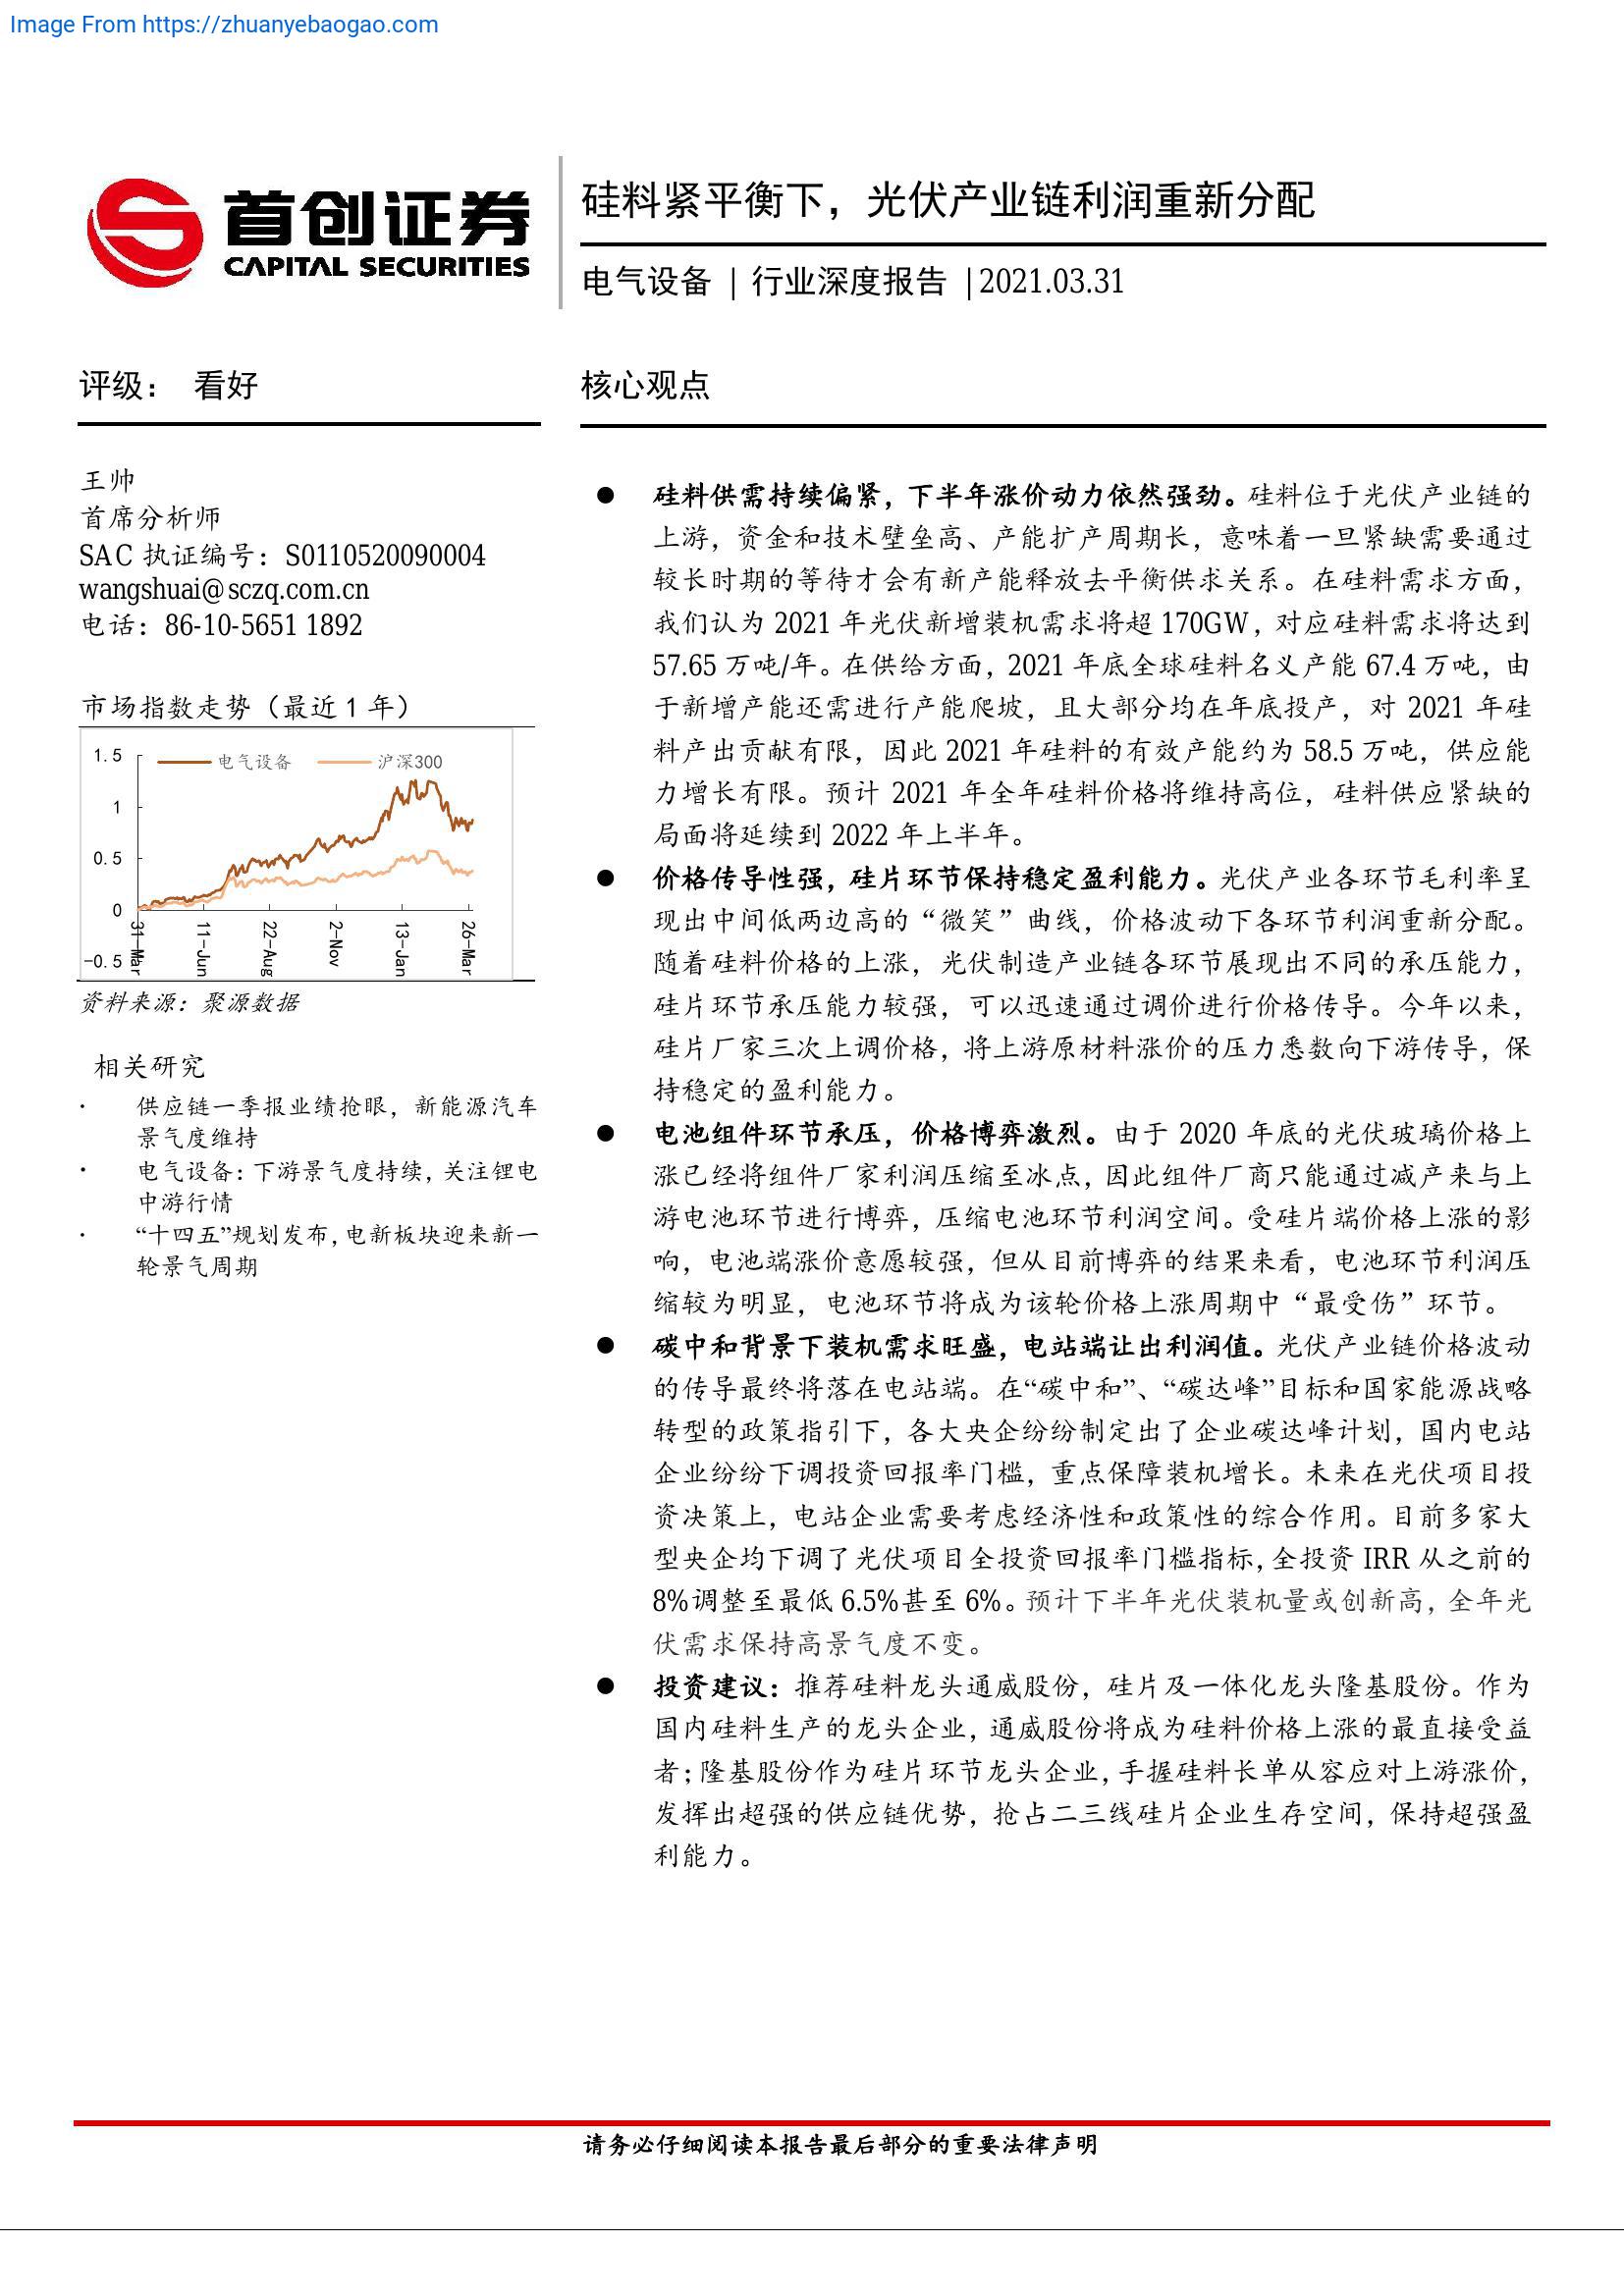 Image From https://zhuanyebaogao.com
首创证券
CAPITAL SECURITIES
硅料紧平衡下，光伏产业链利润重新分配
电气设备 | 行业深度报告 |2021.03.31
评级： 看好
王帅
首席分析师
SAC 执证编号：S0110520090004
wangshuai@sczq.com.cn
电话：86-10-5651 1892
市场指数走势（最近 1 年）
电气设备 沪深300
1.5
1
0.5
0
-0.5
31-Mar
11-Jun
22-Aug
2-Nov
13-Jan
26-Mar
资料来源：聚源数据
相关研究
· 供应链一季报业绩抢眼，新能源汽车
景气度维持
· 电气设备：下游景气度持续，关注锂电
中游行情
· “十四五”规划发布，电新板块迎来新一
轮景气周期
核心观点
● 硅料供需持续偏紧，下半年涨价动力依然强劲。硅料位于光伏产业链的
上游，资金和技术壁垒高、产能扩产周期长，意味着一旦紧缺需要通过
较长时期的等待才会有新产能释放去平衡供求关系。在硅料需求方面，
我们认为 2021 年光伏新增装机需求将超 170GW，对应硅料需求将达到
57.65 万吨/年。在供给方面，2021 年底全球硅料名义产能 67.4 万吨，由
于新增产能还需进行产能爬坡，且大部分均在年底投产，对 2021 年硅
料产出贡献有限，因此 2021 年硅料的有效产能约为 58.5 万吨，供应能
力增长有限。预计 2021 年全年硅料价格将维持高位，硅料供应紧缺的
局面将延续到 2022 年上半年。
● 价格传导性强，硅片环节保持稳定盈利能力。光伏产业各环节毛利率呈
现出中间低两边高的“微笑”曲线，价格波动下各环节利润重新分配。
随着硅料价格的上涨，光伏制造产业链各环节展现出不同的承压能力，
硅片环节承压能力较强，可以迅速通过调价进行价格传导。今年以来，
硅片厂家三次上调价格，将上游原材料涨价的压力悉数向下游传导，保
持稳定的盈利能力。
● 电池组件环节承压，价格博弈激烈。由于 2020 年底的光伏玻璃价格上
涨已经将组件厂家利润压缩至冰点，因此组件厂商只能通过减产来与上
游电池环节进行博弈，压缩电池环节利润空间。受硅片端价格上涨的影
响，电池端涨价意愿较强，但从目前博弈的结果来看，电池环节利润压
缩较为明显，电池环节将成为该轮价格上涨周期中“最受伤”环节。
● 碳中和背景下装机需求旺盛，电站端让出利润值。光伏产业链价格波动
的传导最终将落在电站端。在“碳中和”、“碳达峰”目标和国家能源战略
转型的政策指引下，各大央企纷纷制定出了企业碳达峰计划，国内电站
企业纷纷下调投资回报率门槛，重点保障装机增长。未来在光伏项目投
资决策上，电站企业需要考虑经济性和政策性的综合作用。目前多家大
型央企均下调了光伏项目全投资回报率门槛指标，全投资 IRR 从之前的
8%调整至最低 6.5%甚至 6%。预计下半年光伏装机量或创新高，全年光
伏需求保持高景气度不变。
● 投资建议：推荐硅料龙头通威股份，硅片及一体化龙头隆基股份。作为
国内硅料生产的龙头企业，通威股份将成为硅料价格上涨的最直接受益
者；隆基股份作为硅片环节龙头企业，手握硅料长单从容应对上游涨价，
发挥出超强的供应链优势，抢占二三线硅片企业生存空间，保持超强盈
利能力。
请务必仔细阅读本报告最后部分的重要法律声明